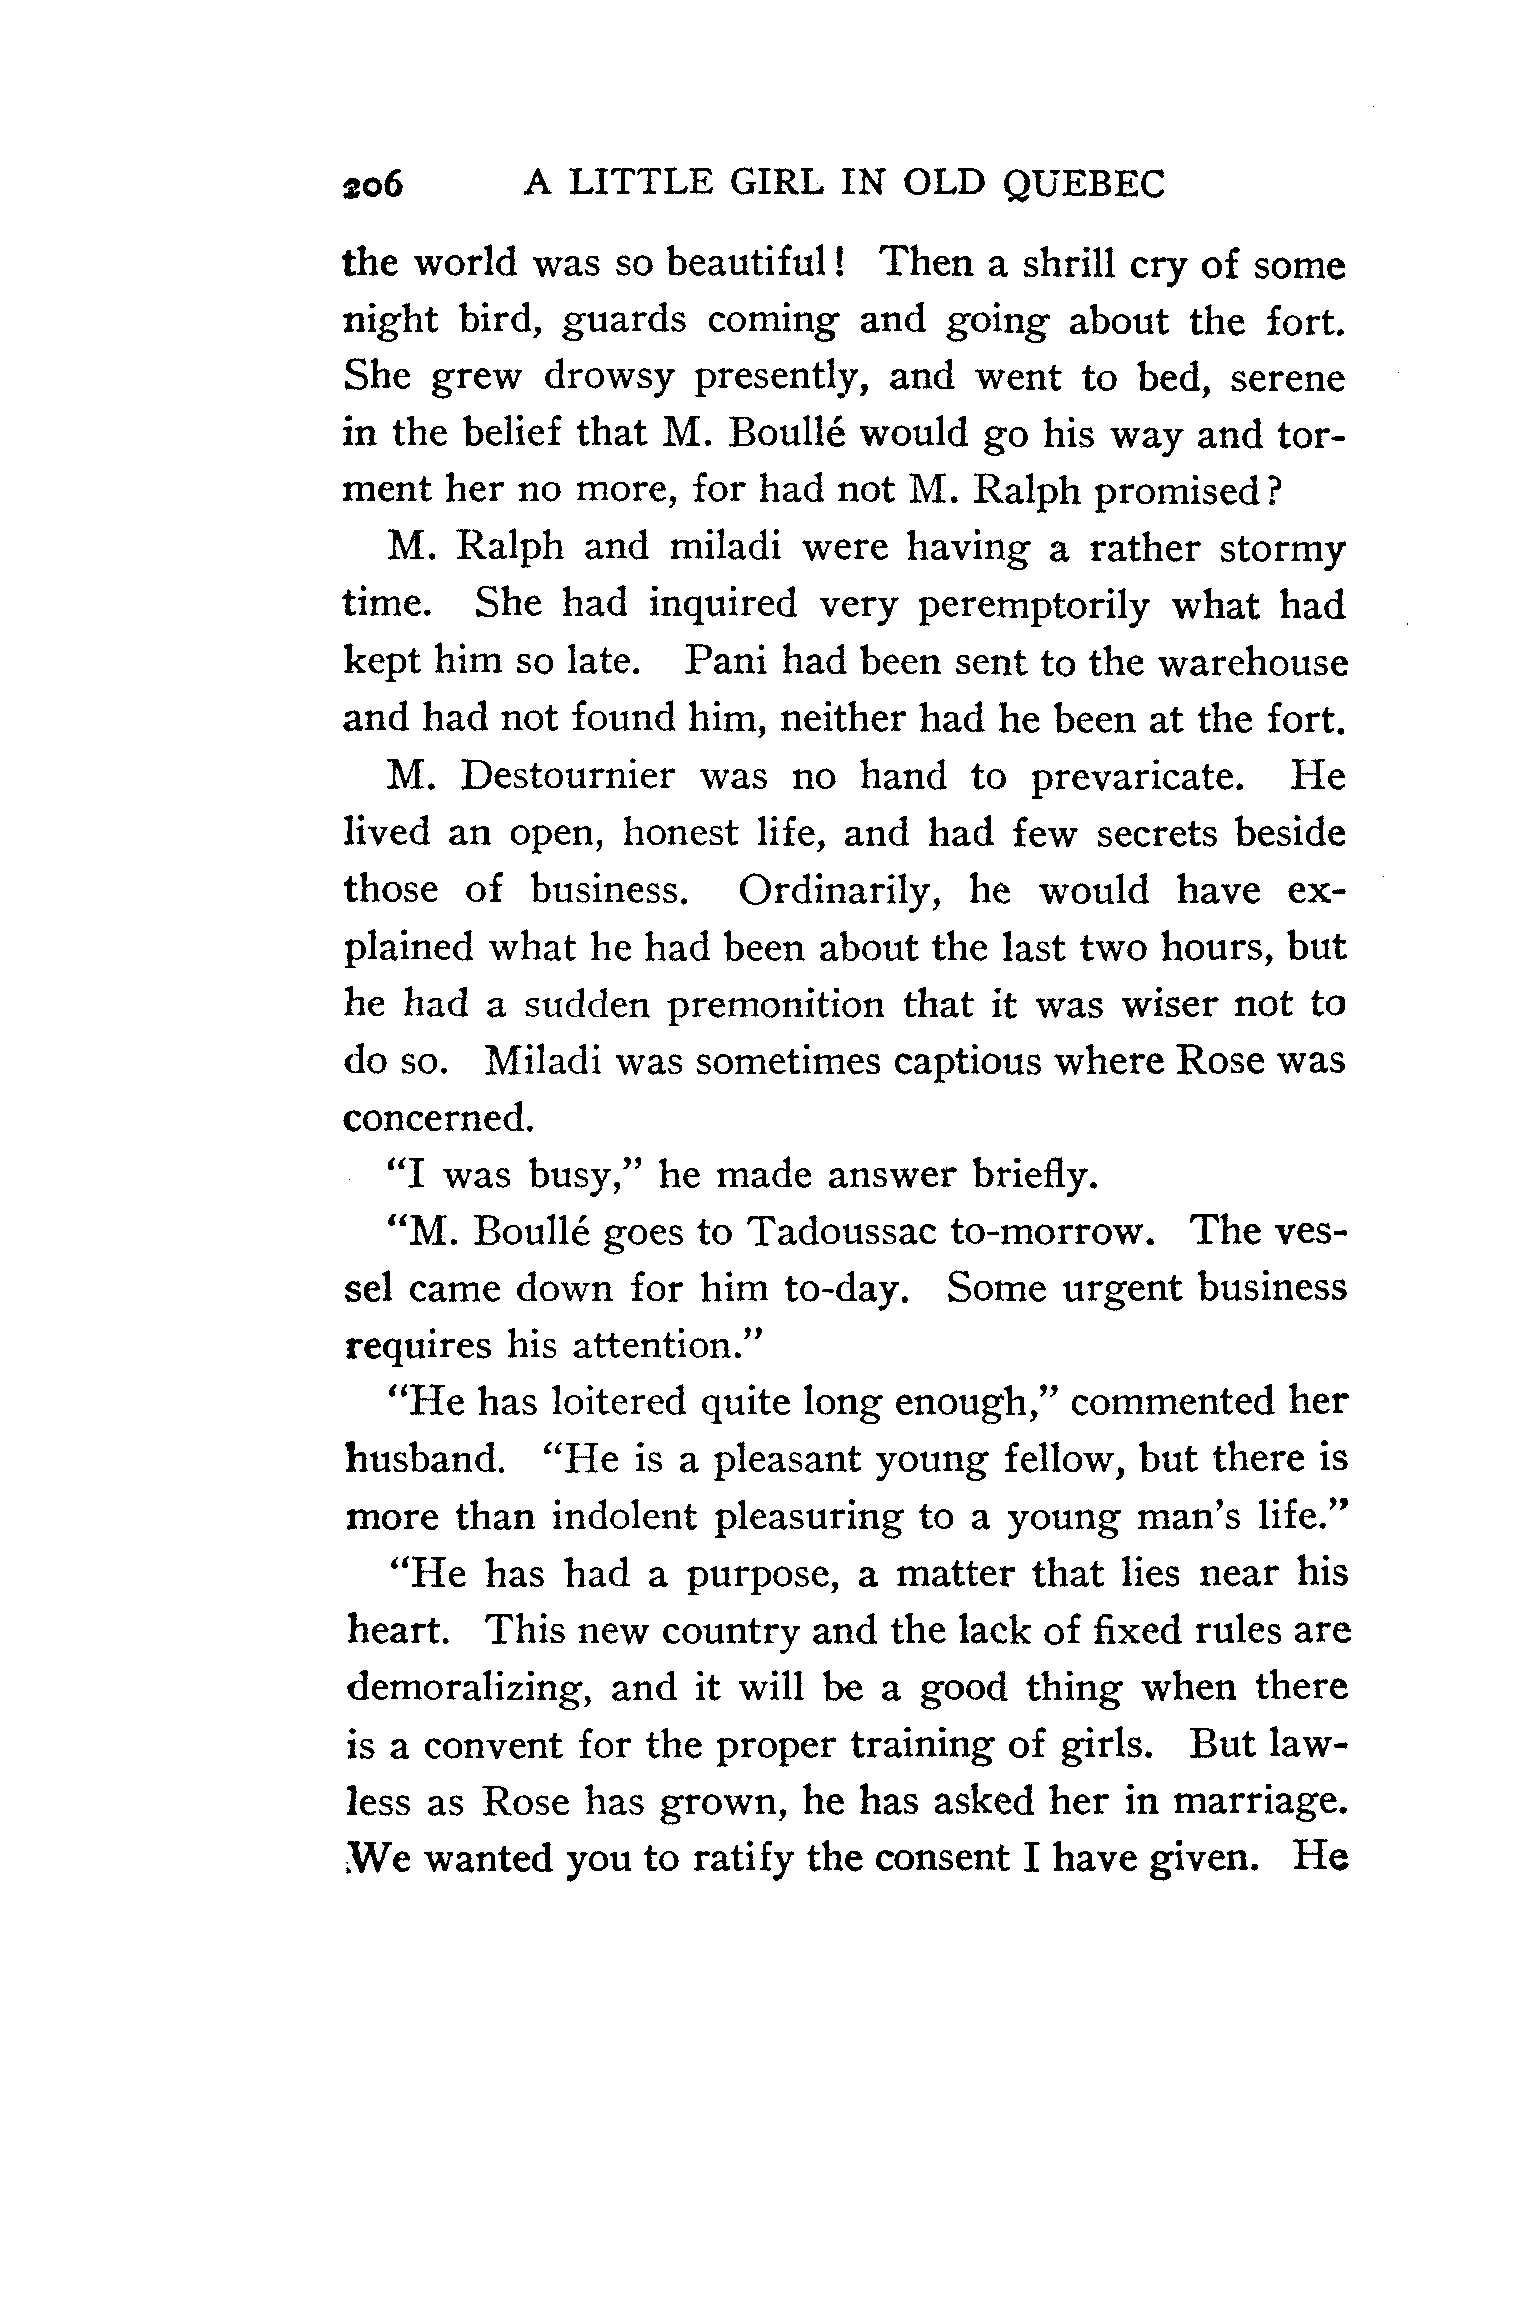 206 A LITTLE GIRL IN OLD QUEBEC
the world was so beautiful! Then a shrill cry of some
night bird, guards coming and going about the fort.
She grew drowsy presently, and went to bed, serene
in the belief that M. Boullé would go his way and tor-
ment her no more, for had not M. Ralph promised?
M. Ralph and miladi were having a rather stormy
time. She had inquired very peremptorily what had
kept him so late. Pani had been sent to the warehouse
and had not found him, neither had he been at the fort.
M. Destournier was no hand to prevaricate. He
lived an open, honest life, and had few secrets beside
those of business. Ordinarily, he would have ex-
plained what he had been about the last two hours, but
he had a sudden premonition that it was wiser not to
do so. Miladi was sometimes captious where Rose was
concerned.
“I was busy,” he made answer briefly.
“M. Boullé goes to Tadoussac to-morrow. The ves-
sel came down for him to-day. Some urgent business
requires his attention.”
“He has loitered quite long enough,” commented her
husband. “He is a pleasant young fellow, but there is
more than indolent pleasuring to a young man’s life.”
“He has had a purpose, a matter that lies near his
heart. This new country and the lack of fixed rules are
demoralizing, and it will be a good thing when there
is a convent for the proper training of girls. But law-
less as Rose has grown, he has asked her in marriage.
We wanted you to ratify the consent I have given. He